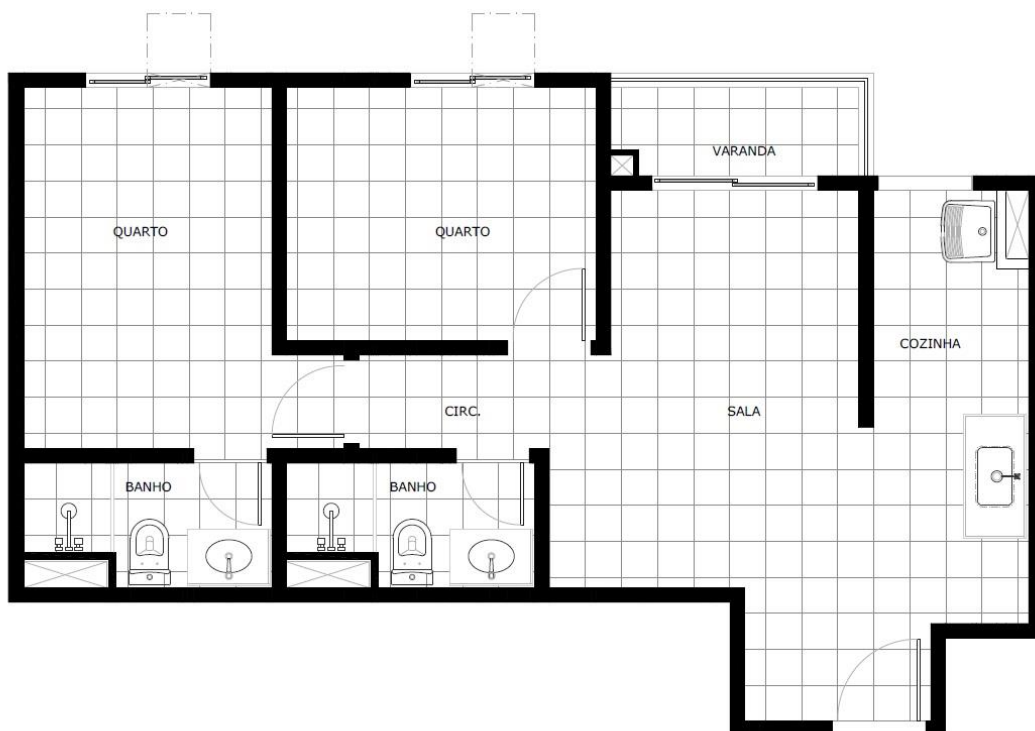 VARANDA
QUARTO
QUARTO
COZINHA
CIRC.
SALA
BANHO
BANHO